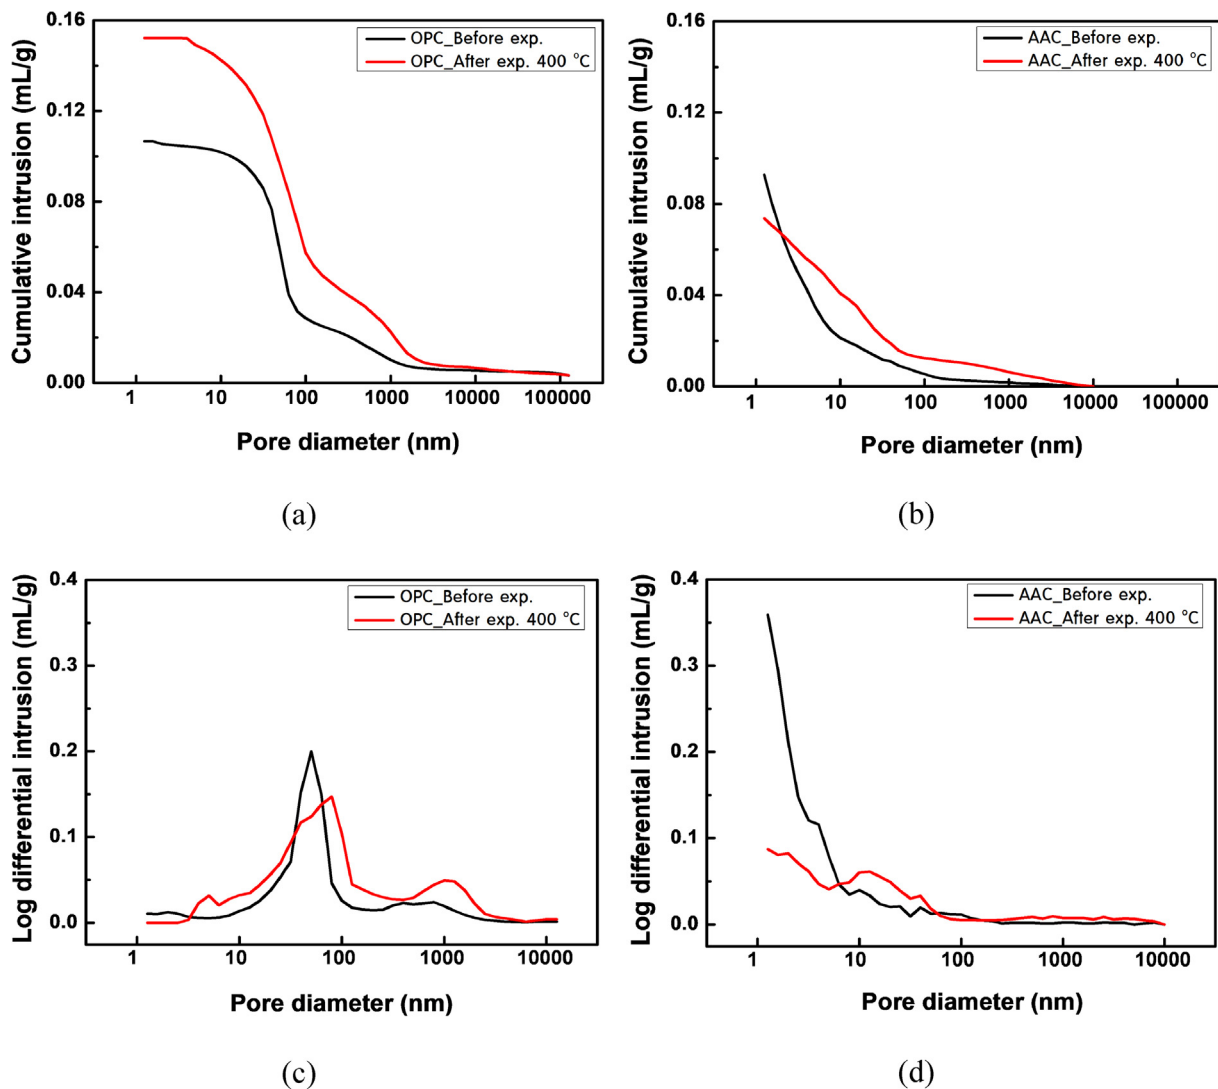 0.16
0.12
0.08
0.04
0.00
Cumulative intrusion (mL/g)
OPC_Before exp.
OPC_After exp. 400 °C
1 10 100 1000 10000 100000
Pore diameter (nm)
(a)
0.16
0.12
0.08
0.04
0.00
Cumulative intrusion (mL/g)
AAC_Before exp.
AAC_After exp. 400 °C
1 10 100 1000 10000 100000
Pore diameter (nm)
(b)
0.4
0.3
0.2
0.1
0.0
Log differential intrusion (mL/g)
OPC_Before exp.
OPC_After exp. 400 °C
1 10 100 1000 10000
Pore diameter (nm)
(c)
0.4
0.3
0.2
0.1
0.0
Log differential intrusion (mL/g)
AAC_Before exp.
AAC_After exp. 400 °C
1 10 100 1000 10000
Pore diameter (nm)
(d)